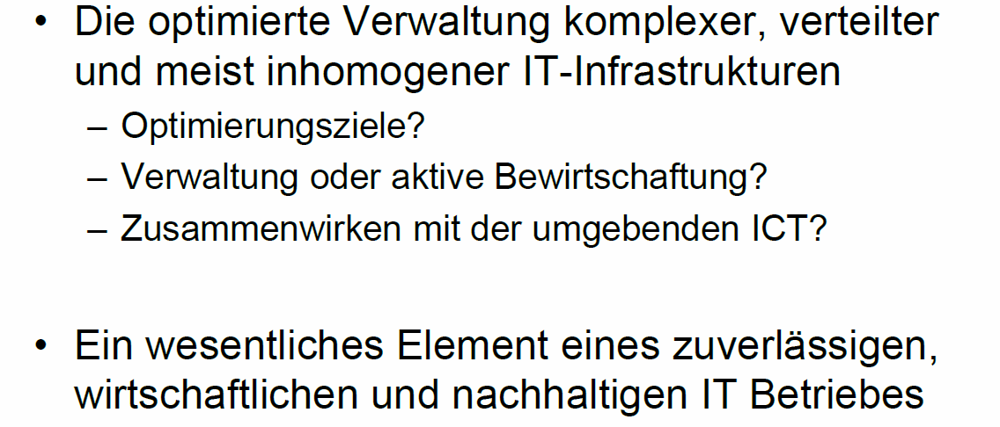 • Die optimierte Verwaltung komplexer, verteilter
und meist inhomogener IT-Infrastrukturen
– Optimierungsziele?
– Verwaltung oder aktive Bewirtschaftung?
– Zusammenwirken mit der umgebenden ICT?
• Ein wesentliches Element eines zuverlässigen,
wirtschaftlichen und nachhaltigen IT Betriebes